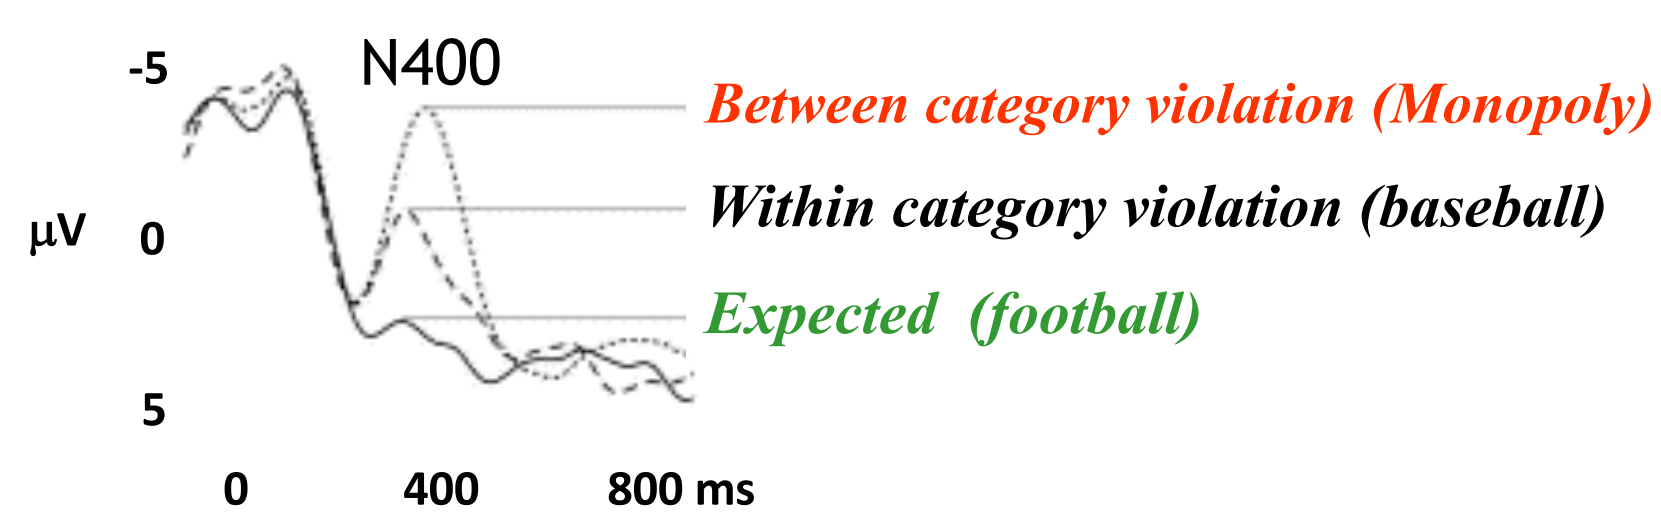 N400
-5
Between category violation (Monopoly)
Within category violation (baseball)
μV
0
Expected (football)
5
0 400 800 ms